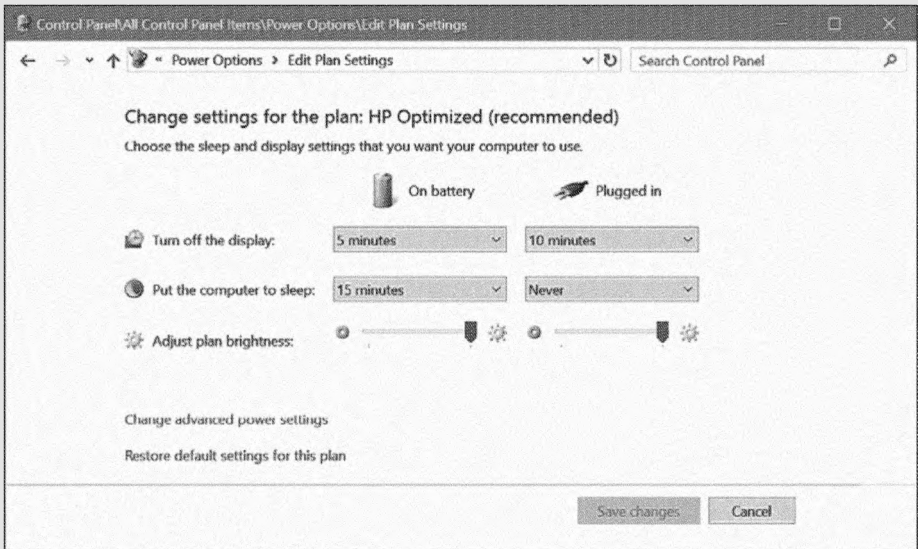 Control Panel\All Control Panel Items\Power Options\Edit Plan Settings
« Power Options > Edit Plan Settings
Search Control Panel
Change settings for the plan: HP Optimized (recommended)
Choose the sleep and display settings that you want your computer to use.
On battery Plugged in
Turn off the display: 5 minutes 10 minutes
Put the computer to sleep: 15 minutes Never
Adjust plan brightness:
Change advanced power settings
Restore default settings for this plan
Save changes Cancel